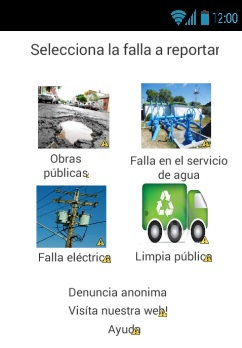 12:00
Selecciona la falla a reportar
Obras
públicas
Falla en el servicio
de agua
Falla eléctrica
Limpia pública
Denuncia anonima
Visíta nuestra web!
Ayuda